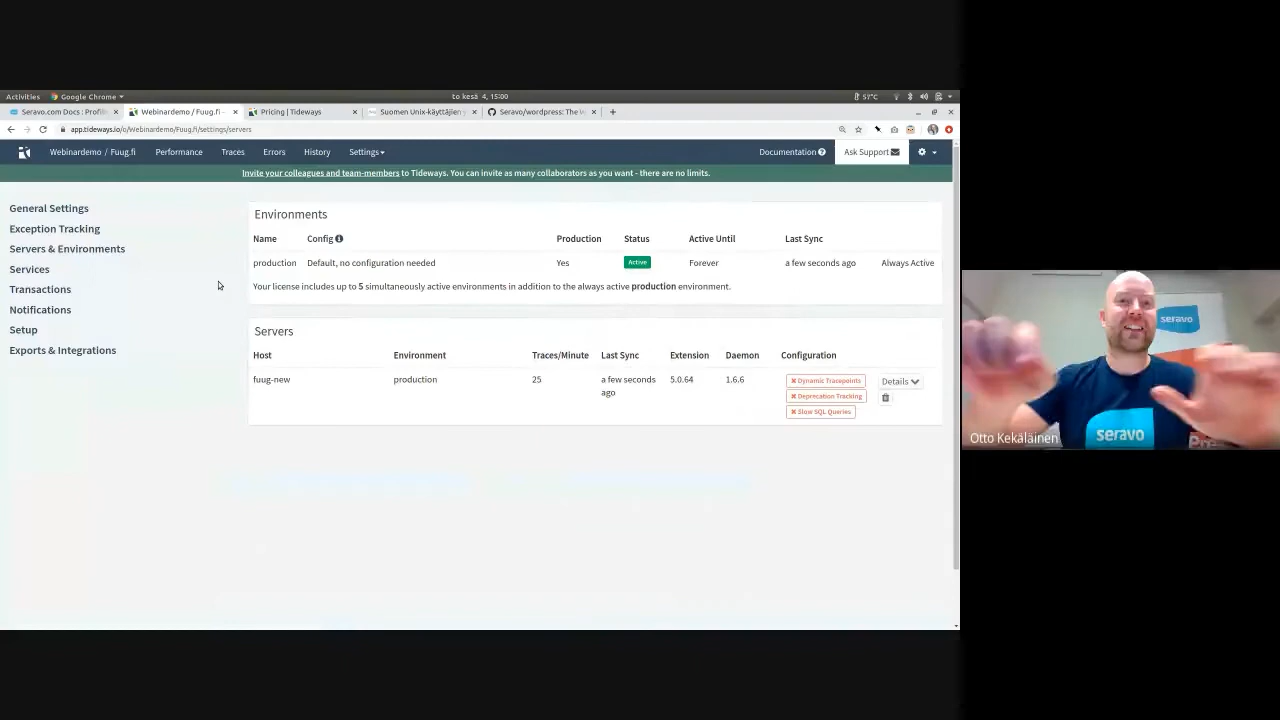 Activities Google Chrome to kesä 4, 15:00 51°C
Seravo.com Docs : Profili Webinardemo / Fuug.fi - Pricing | Tideways Suomen Unix-käyttäjien Seravo/wordpress: The
app.tideways.io/o/Webinardemo/Fuug.fi/settings/servers
Webinardemo / Fuug.fi Performance Traces Errors History Settings Documentation Ask Support
Invite your colleagues and team-members to Tideways. You can invite as many collaborators as you want - there are no limits.
General Settings
Exception Tracking
Servers & Environments
Services
Transactions
Notifications
Setup
Exports & Integrations
Environments
Name Config Production Status Active Until Last Sync
production Default, no configuration needed Yes Active Forever a few seconds ago Always Active
Your license includes up to 5 simultaneously active environments in addition to the always active production environment.
Servers
Host Environment Traces/Minute Last Sync Extension Daemon Configuration
fuug-new production 25 a few seconds ago 5.0.64 1.6.6 Dynamic Tracepoints Details
Deprecation Tracking
Slow SQL Queries
seravo
seravo
Otto Kekäläinen